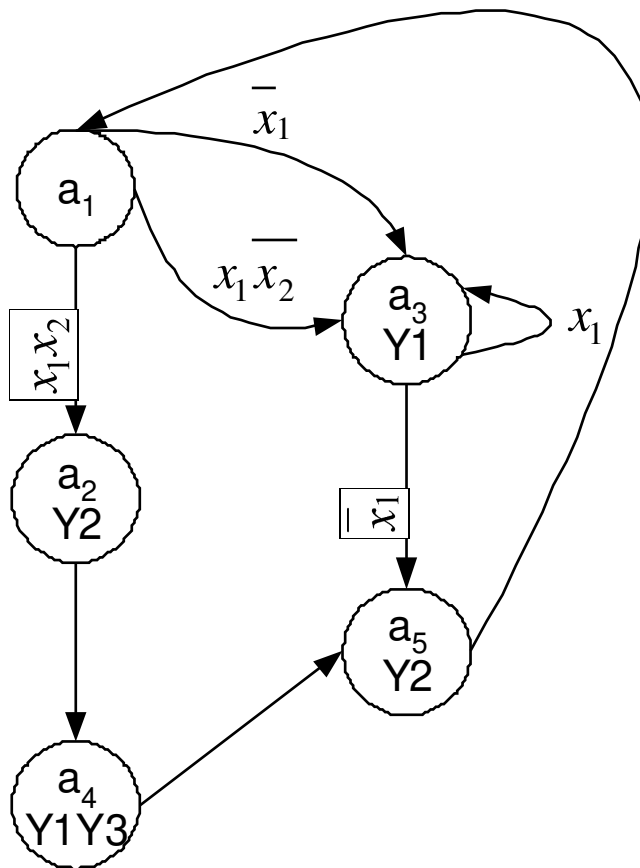 x̅₁
a₁
x₁x̅₂
a₃
Y1
x₁
x₁x₂
a₂
Y2
x̅₁
a₅
Y2
a₄
Y1Y3